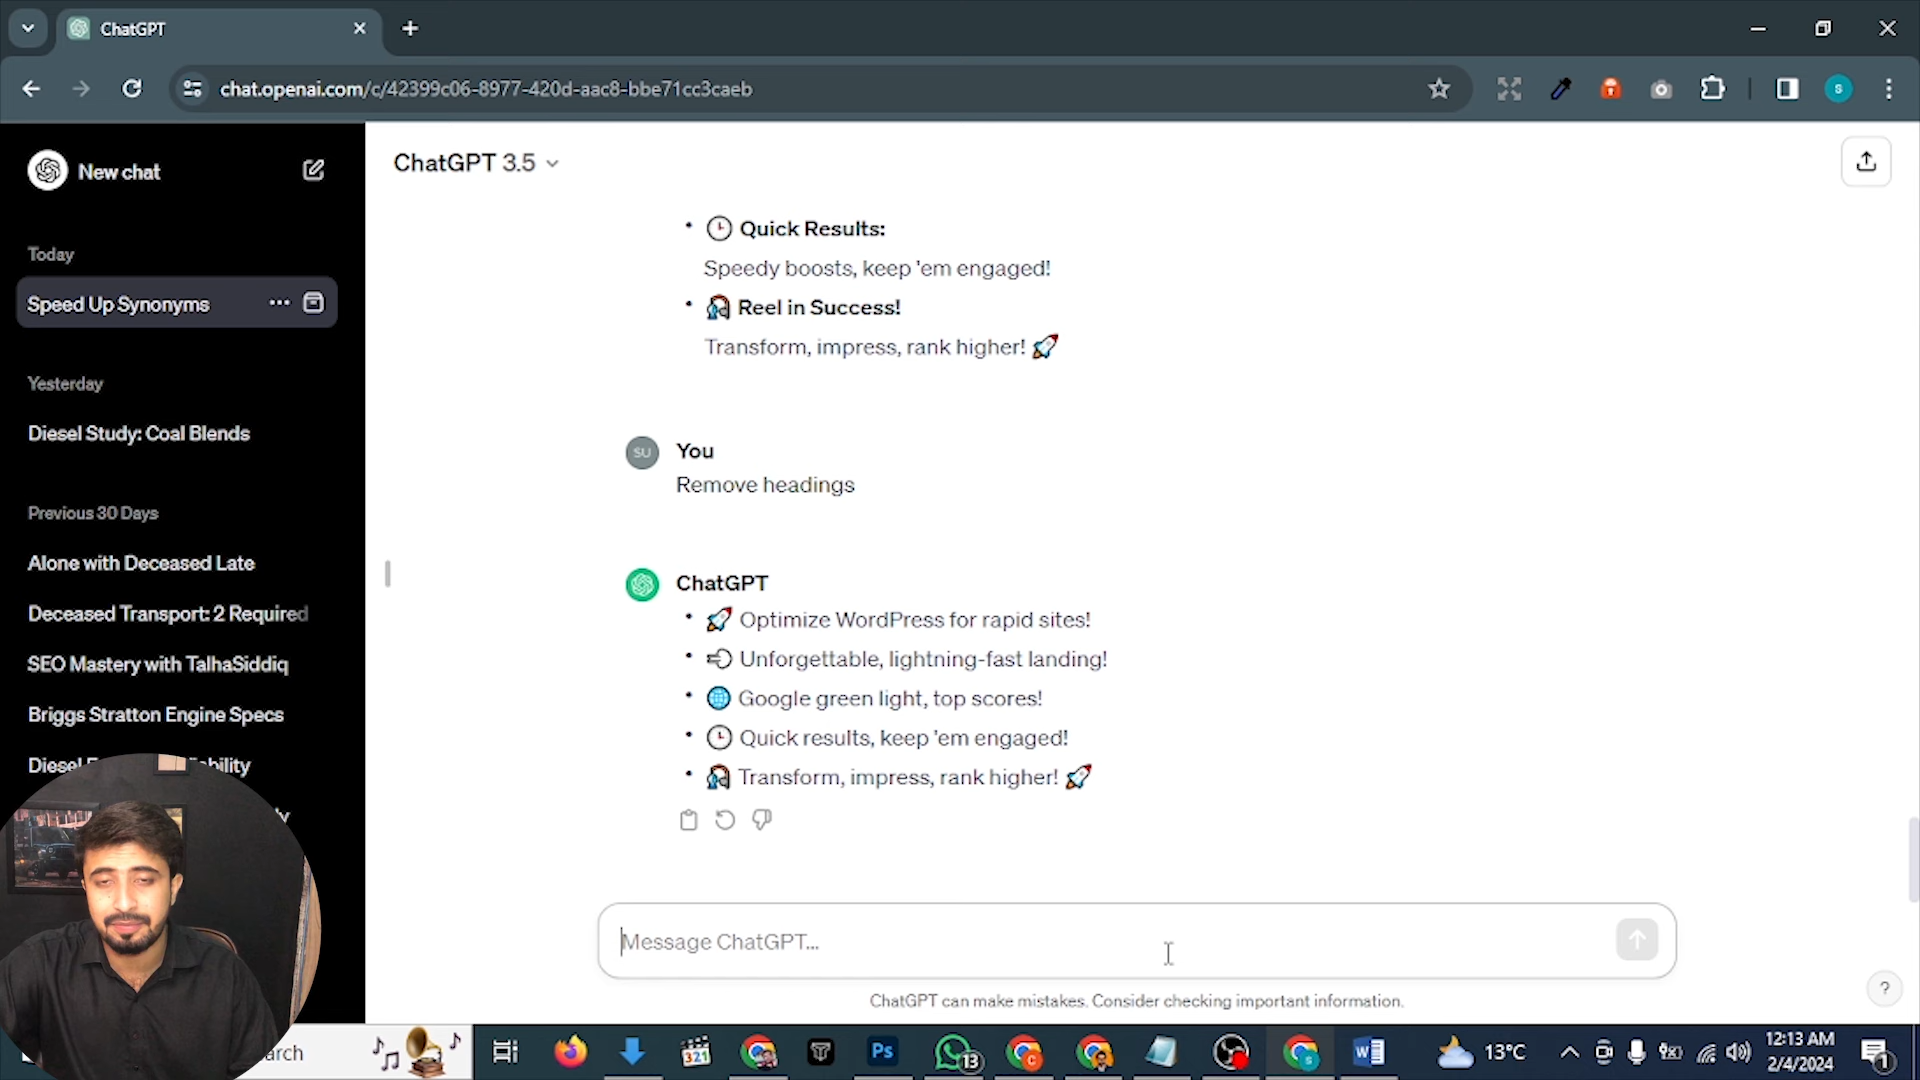 ChatGPT
chat.openai.com/c/42399c06-8977-420d-aac8-bbe71cc3caeb
New chat
Today
Speed Up Synonyms
Yesterday
Diesel Study: Coal Blends
Previous 30 Days
Alone with Deceased Late
Deceased Transport: 2 Required
SEO Mastery with TalhaSiddiq
Briggs Stratton Engine Specs
ChatGPT 3.5
• Quick Results:
Speedy boosts, keep 'em engaged!
• Reel in Success!
Transform, impress, rank higher!
SU
You
Remove headings
ChatGPT
• Optimize WordPress for rapid sites!
• Unforgettable, lightning-fast landing!
• Google green light, top scores!
• Quick results, keep 'em engaged!
• Transform, impress, rank higher!
Message ChatGPT...
ChatGPT can make mistakes. Consider checking important information.
?
321
Ps
13
13°C
12:13 AM
2/4/2024
1